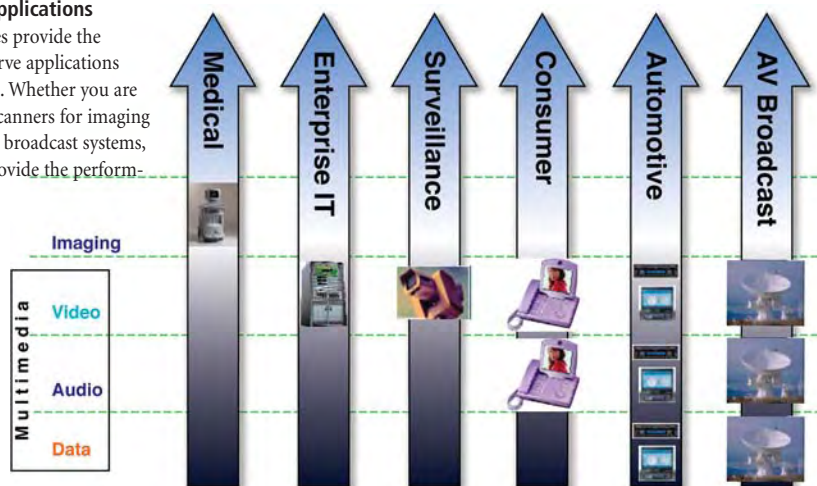 pplications
es provide the
rve applications
. Whether you are
canners for imaging
broadcast systems,
ovide the perform-
Medical
Enterprise IT
Surveillance
Consumer
Automotive
AV Broadcast
Imaging
Multimedia
Video
Audio
Data